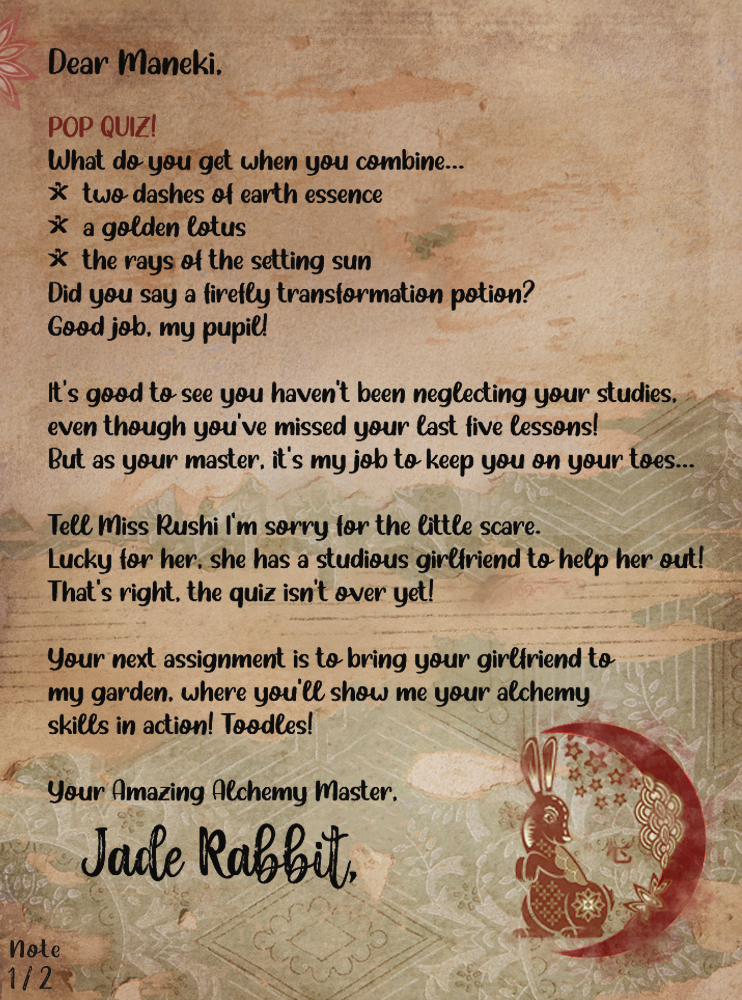 Dear Maneki,
POP QUIZ!
What do you get when you combine...
two dashes of earth essence
a golden lotus
the rays of the setting sun
Did you say a firefly transformation potion?
Good job, my pupil!
It's good to see you haven't been neglecting your studies,
even though you've missed your last five lessons!
But as your master, it's my job to keep you on your toes...
Tell Miss Rushi I'm sorry for the little scare.
Lucky for her, she has a studious girlfriend to help her out!
That's right, the quiz isn't over yet!
Your next assignment is to bring your girlfriend to
my garden, where you'll show me your alchemy
skills in action! Toodles!
Your Amazing Alchemy Master,
Jade Rabbit,
Note
1/2